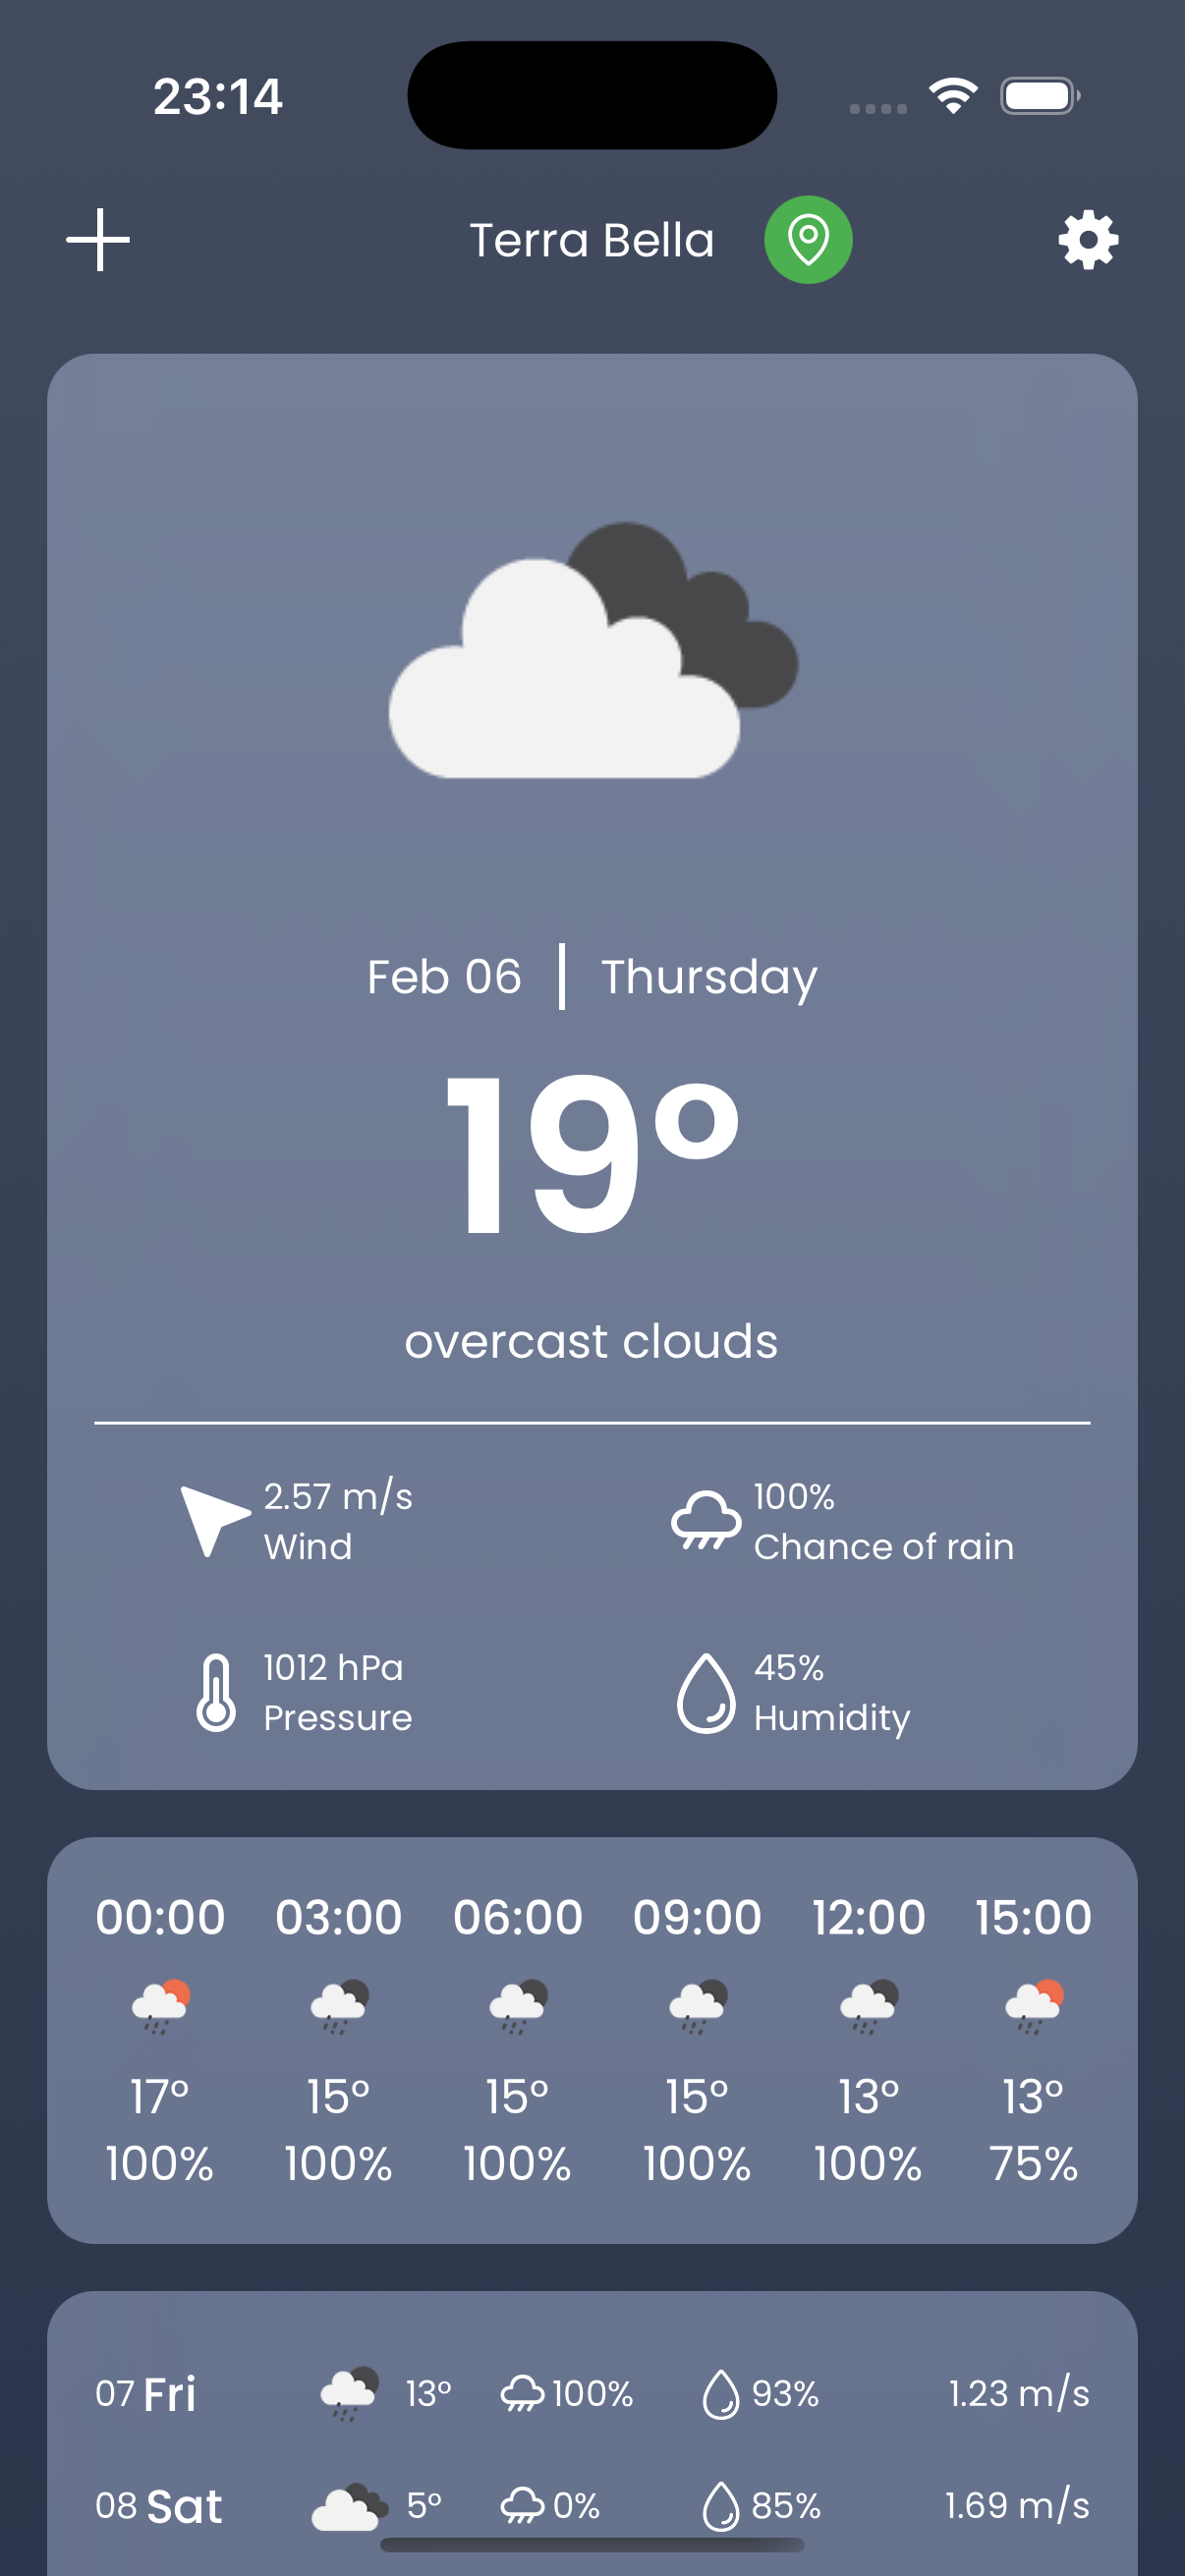 23:14
Terra Bella
Feb 06 | Thursday
19°
overcast clouds
2.57 m/s
Wind
100%
Chance of rain
1012 hPa
Pressure
45%
Humidity
00:00 03:00 06:00 09:00 12:00 15:00
17° 15° 15° 15° 13° 13°
100% 100% 100% 100% 100% 75%
07 Fri 13° 100% 93% 1.23 m/s
08 Sat 5° 0% 85% 1.69 m/s